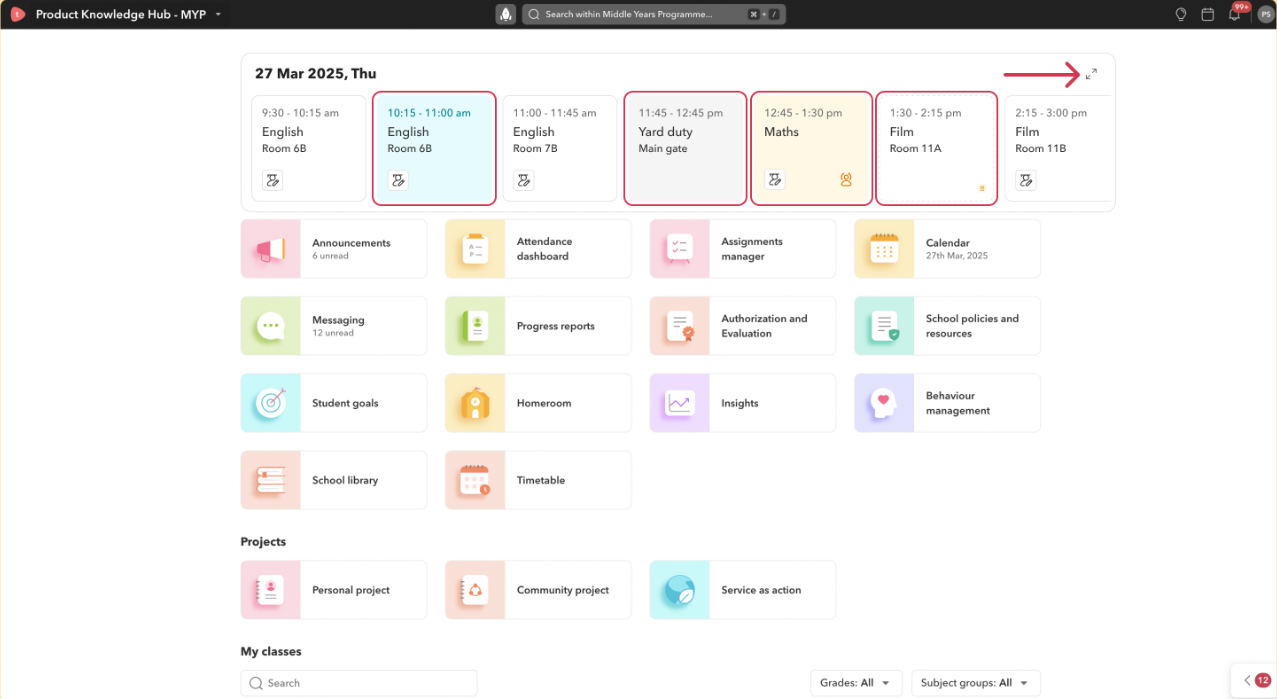 Product Knowledge Hub - MYP
Search within Middle Years Programme...
⌘ + /
99+
PS
27 Mar 2025, Thu
9:30 - 10:15 am
English
Room 6B
10:15 - 11:00 am
English
Room 6B
11:00 - 11:45 am
English
Room 7B
11:45 - 12:45 pm
Yard duty
Main gate
12:45 - 1:30 pm
Maths
1:30 - 2:15 pm
Film
Room 11A
2:15 - 3:00 pm
Film
Room 11B
Announcements
6 unread
Attendance
dashboard
Assignments
manager
Calendar
27th Mar, 2025
Messaging
12 unread
Progress reports
Authorization and
Evaluation
School policies and
resources
Student goals
Homeroom
Insights
Behaviour
management
School library
Timetable
Projects
Personal project
Community project
Service as action
My classes
Search
Grades: All
Subject groups: All
12